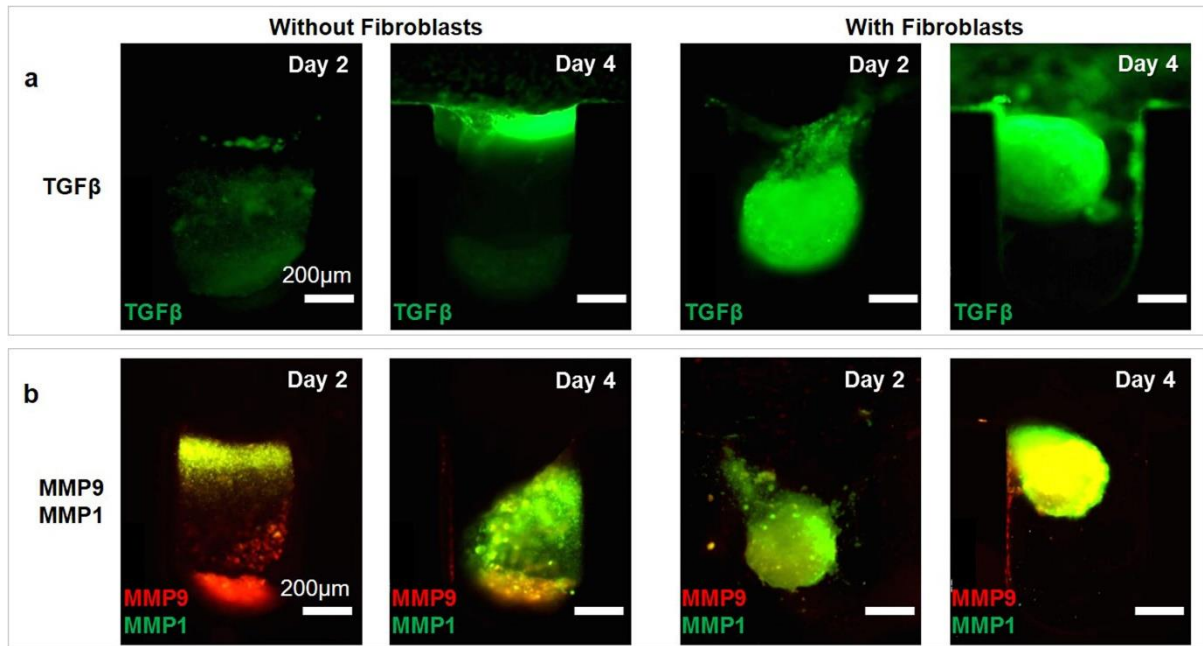 Without Fibroblasts
With Fibroblasts
a
TGFβ
Day 2
200μm
TGFβ
Day 4
TGFβ
Day 2
TGFβ
Day 4
TGFβ
b
MMP9
MMP1
Day 2
200μm
MMP9
MMP1
Day 4
MMP9
MMP1
Day 2
MMP9
MMP1
Day 4
MMP9
MMP1